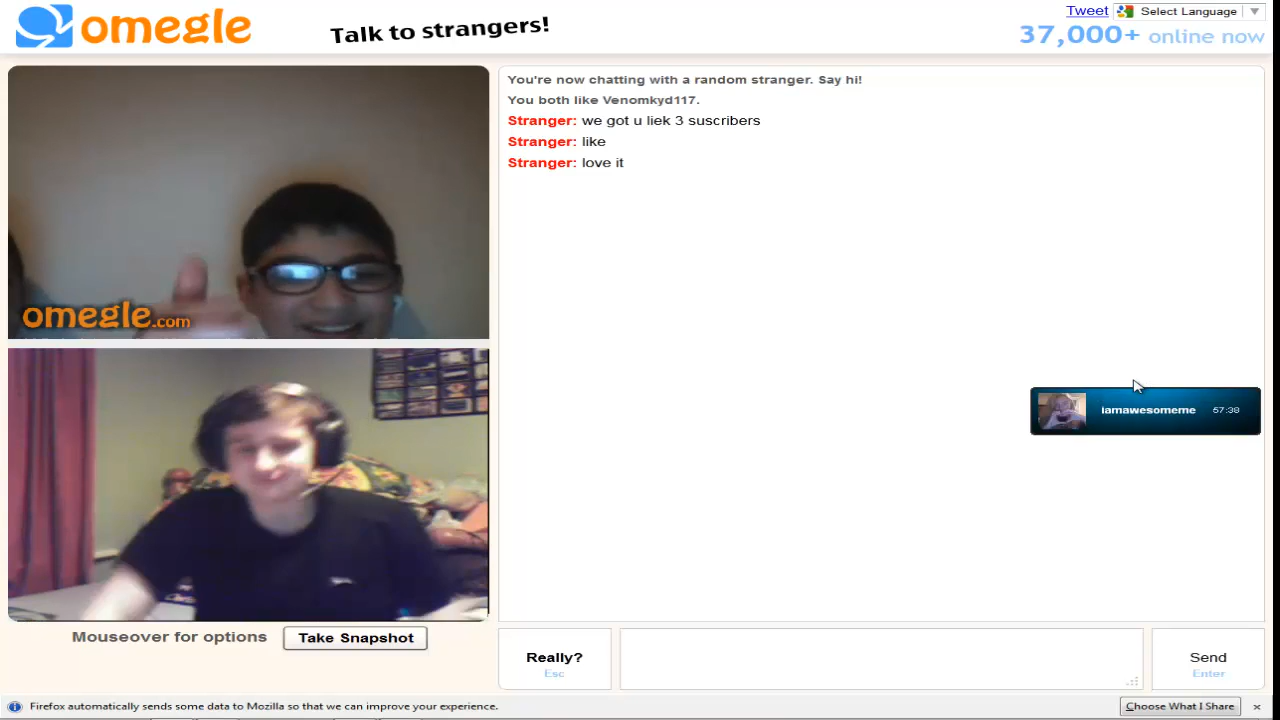 omegle
Talk to strangers!
Tweet
Select Language
37,000+ online now
You're now chatting with a random stranger. Say hi!
You both like Venomkyd117.
Stranger: we got u liek 3 suscribers
Stranger: like
Stranger: love it
omegle.com
iamawesomeme 57:38
Mouseover for options
Take Snapshot
Really?
Esc
Send
Enter
Firefox automatically sends some data to Mozilla so that we can improve your experience.
Choose What I Share